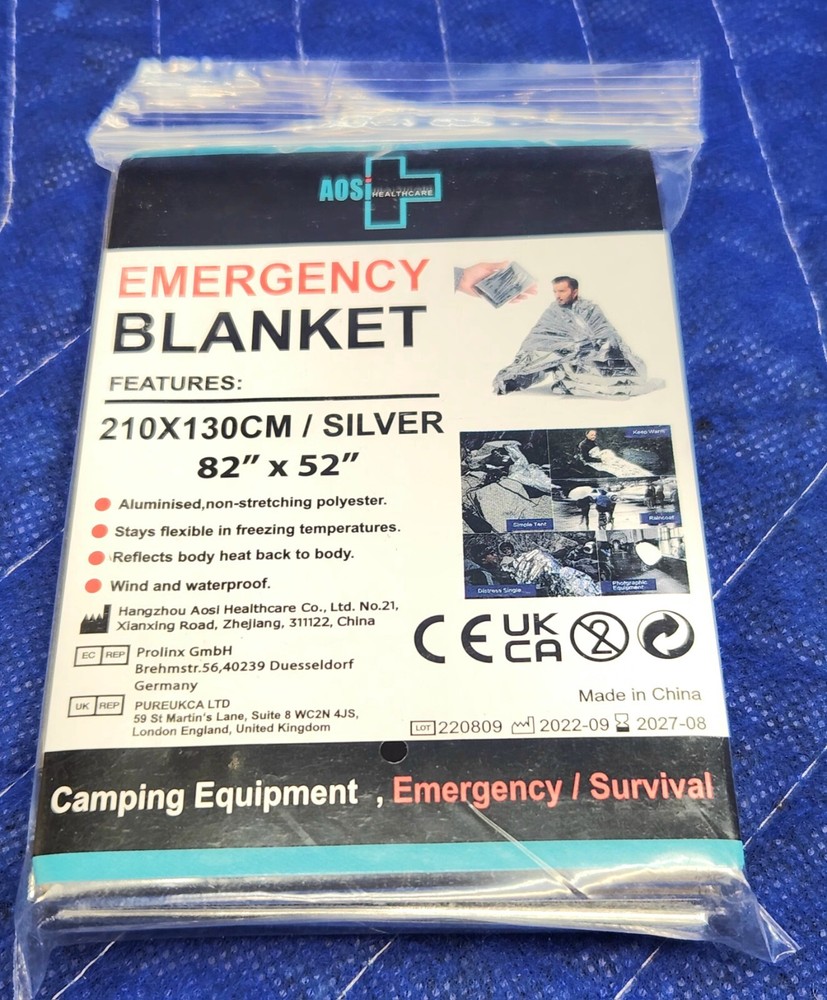 AOSi
HEALTHCARE
EMERGENCY
BLANKET
FEATURES:
210X130CM / SILVER
82” x 52”
Aluminised,non-stretching polyester.
Stays flexible in freezing temperatures.
Reflects body heat back to body.
Wind and waterproof.
Hangzhou Aosi Healthcare Co., Ltd. No.21,
Xianxing Road, Zhejiang, 311122, China
EC REP
Prolinx GmbH
Brehmstr.56,40239 Duesseldorf
Germany
UK REP
PUREUKCA LTD
59 St Martin's Lane, Suite 8 WC2N 4JS,
London England, United Kingdom
Keep Warm
Simple Tent
Raincoat
Distress Single
Photgraphic
Equipment
CE
UK
CA
2
Made in China
LOT 220809 2022-09 2027-08
Camping Equipment , Emergency / Survival